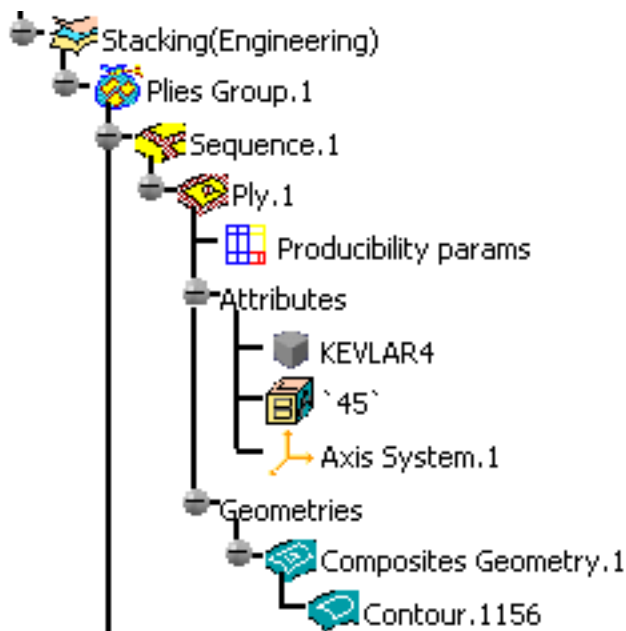 Stacking(Engineering)
Plies Group.1
Sequence.1
Ply.1
Producibility params
Attributes
KEVLAR4
`45`
Axis System.1
Geometries
Composites Geometry.1
Contour.1156